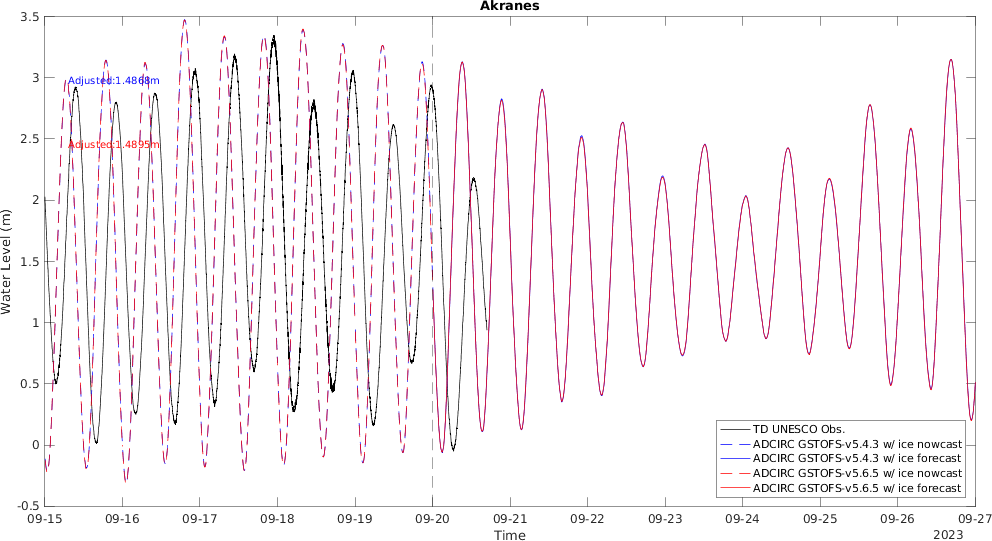 Akranes
3.5
3
2.5
2
1.5
1
0.5
0
-0.5
Water Level (m)
Adjusted:1.4868m
Adjusted:1.4895m
TD UNESCO Obs.
ADCIRC GSTOFS-v5.4.3 w/ ice nowcast
ADCIRC GSTOFS-v5.4.3 w/ ice forecast
ADCIRC GSTOFS-v5.6.5 w/ ice nowcast
ADCIRC GSTOFS-v5.6.5 w/ ice forecast
09-15 09-16 09-17 09-18 09-19 09-20 09-21 09-22 09-23 09-24 09-25 09-26 09-27
Time
2023